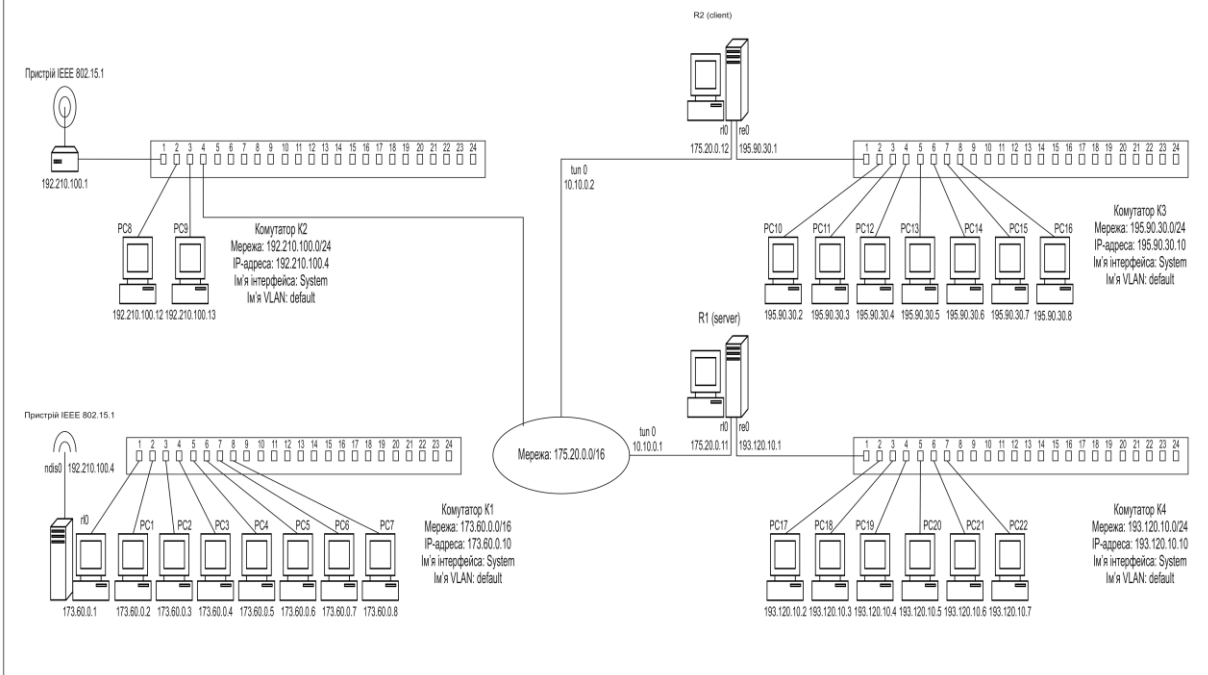 R2 (client)
Пристрій IEEE 802.15.1
192.210.100.1
1 2 3 4 5 6 7 8 9 10 11 12 13 14 15 16 17 18 19 20 21 22 23 24
PC8 PC9
192.210.100.12 192.210.100.13
Комутатор К2
Мережа: 192.210.100.0/24
IP-адреса: 192.210.100.4
Ім'я інтерфейса: System
Ім'я VLAN: default
rl0 re0
175.20.0.12 195.90.30.1
tun 0
10.10.0.2
1 2 3 4 5 6 7 8 9 10 11 12 13 14 15 16 17 18 19 20 21 22 23 24
PC10 PC11 PC12 PC13 PC14 PC15 PC16
195.90.30.2 195.90.30.3 195.90.30.4 195.90.30.5 195.90.30.6 195.90.30.7 195.90.30.8
Комутатор К3
Мережа: 195.90.30.0/24
IP-адреса: 195.90.30.10
Ім'я інтерфейса: System
Ім'я VLAN: default
R1 (server)
Пристрій IEEE 802.15.1
ndis0 192.210.100.4
1 2 3 4 5 6 7 8 9 10 11 12 13 14 15 16 17 18 19 20 21 22 23 24
rl0 PC1 PC2 PC3 PC4 PC5 PC6 PC7
173.60.0.1 173.60.0.2 173.60.0.3 173.60.0.4 173.60.0.5 173.60.0.6 173.60.0.7 173.60.0.8
Комутатор К1
Мережа: 173.60.0.0/16
IP-адреса: 173.60.0.10
Ім'я інтерфейса: System
Ім'я VLAN: default
Мережа: 175.20.0.0/16
tun 0
10.10.0.1
rl0 re0
175.20.0.11 193.120.10.1
1 2 3 4 5 6 7 8 9 10 11 12 13 14 15 16 17 18 19 20 21 22 23 24
PC17 PC18 PC19 PC20 PC21 PC22
193.120.10.2 193.120.10.3 193.120.10.4 193.120.10.5 193.120.10.6 193.120.10.7
Комутатор К4
Мережа: 193.120.10.0/24
IP-адреса: 193.120.10.10
Ім'я інтерфейса: System
Ім'я VLAN: default